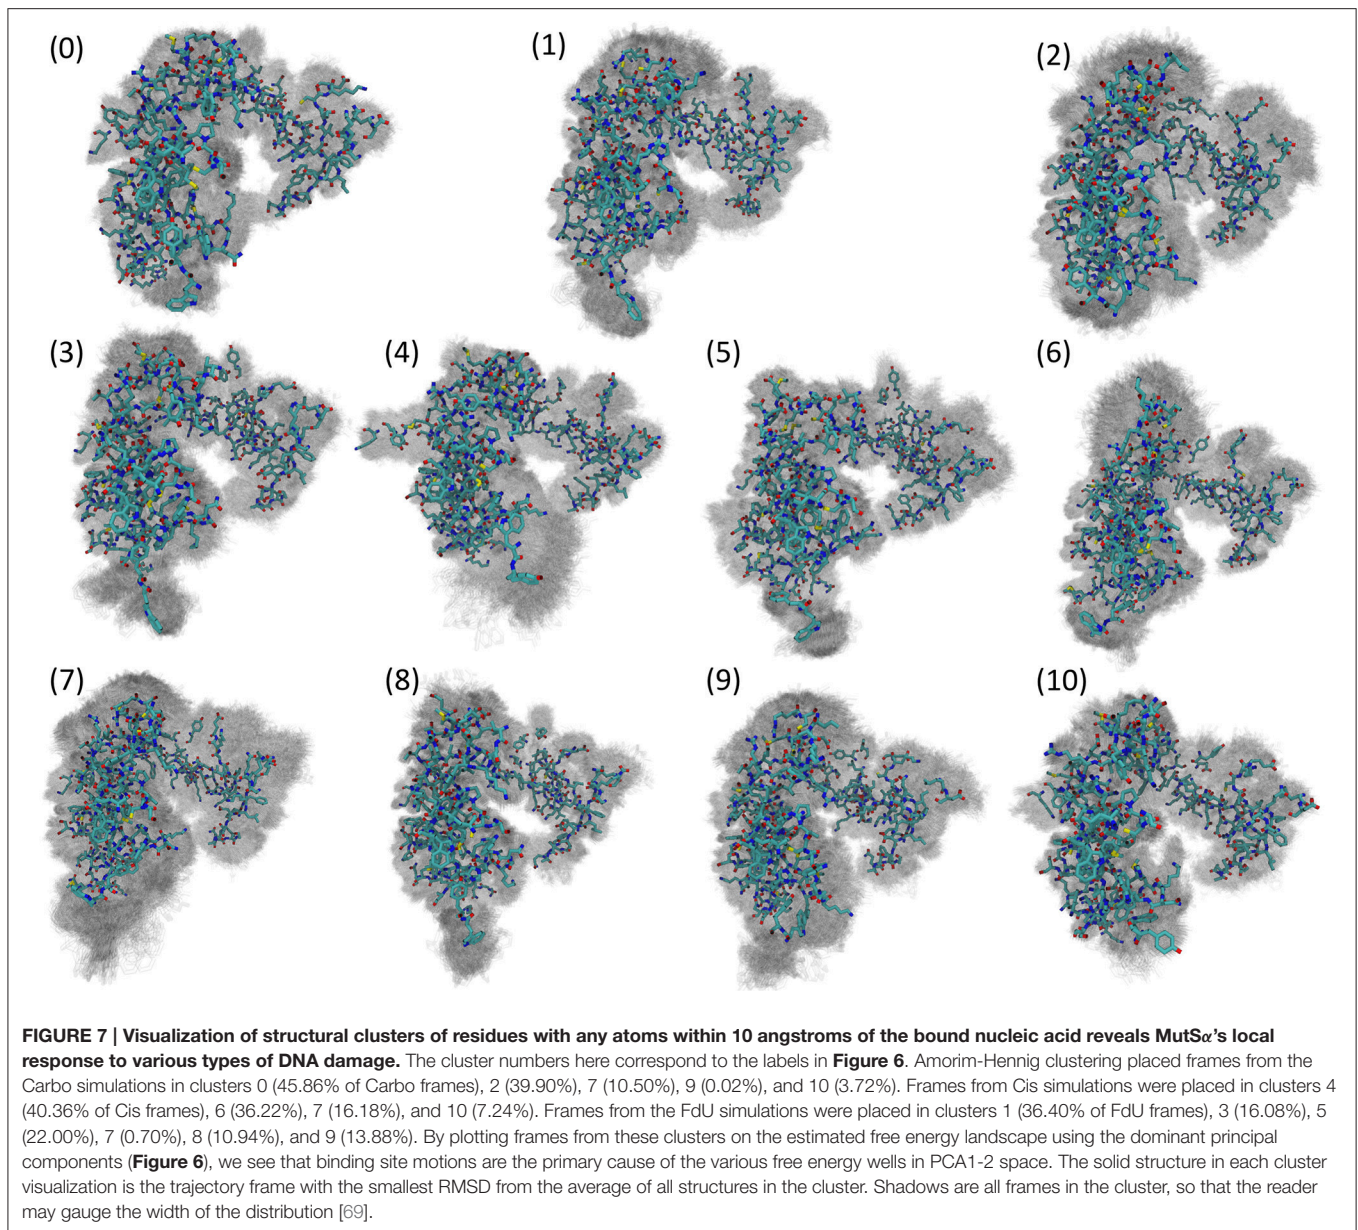 (0)
(1)
(2)
(3)
(4)
(5)
(6)
(7)
(8)
(9)
(10)
FIGURE 7 | Visualization of structural clusters of residues with any atoms within 10 angstroms of the bound nucleic acid reveals MutSα's local
response to various types of DNA damage. The cluster numbers here correspond to the labels in Figure 6. Amorim-Hennig clustering placed frames from the
Carbo simulations in clusters 0 (45.86% of Carbo frames), 2 (39.90%), 7 (10.50%), 9 (0.02%), and 10 (3.72%). Frames from Cis simulations were placed in clusters 4
(40.36% of Cis frames), 6 (36.22%), 7 (16.18%), and 10 (7.24%). Frames from the FdU simulations were placed in clusters 1 (36.40% of FdU frames), 3 (16.08%), 5
(22.00%), 7 (0.70%), 8 (10.94%), and 9 (13.88%). By plotting frames from these clusters on the estimated free energy landscape using the dominant principal
components (Figure 6), we see that binding site motions are the primary cause of the various free energy wells in PCA1-2 space. The solid structure in each cluster
visualization is the trajectory frame with the smallest RMSD from the average of all structures in the cluster. Shadows are all frames in the cluster, so that the reader
may gauge the width of the distribution [69].